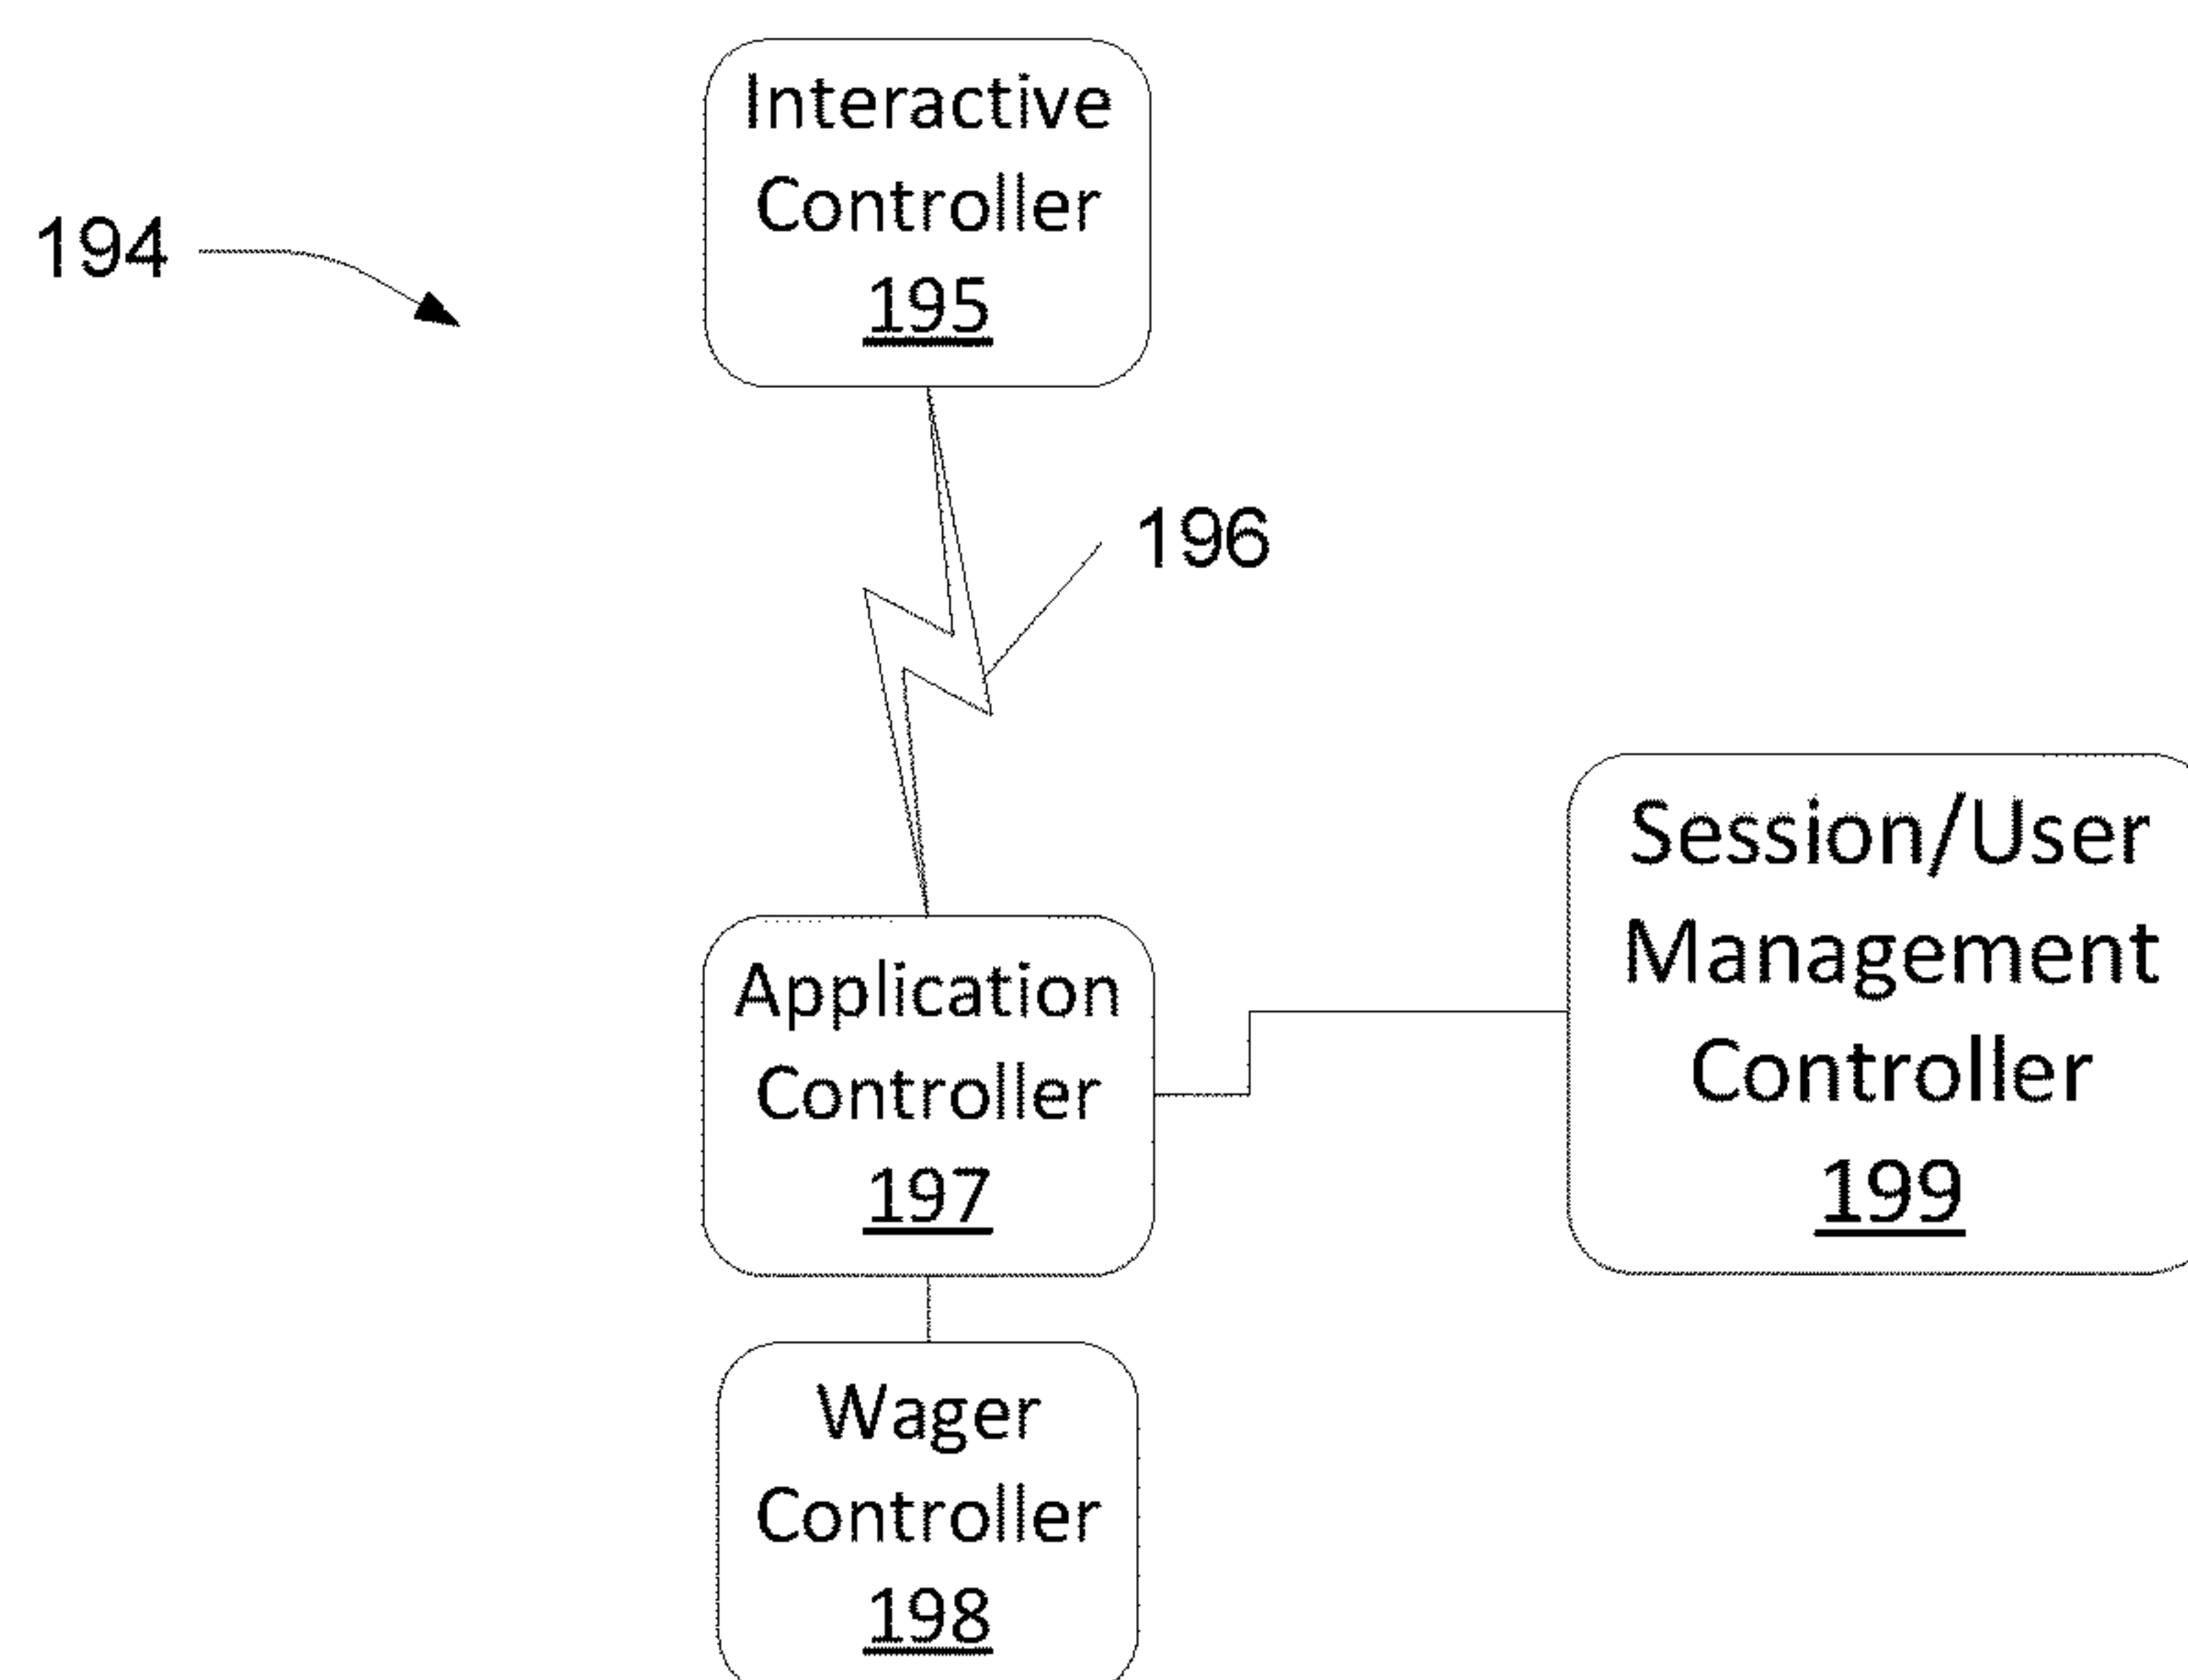 Interactive
Controller
195
194
196
Application
Controller
197
Session/User
Management
Controller
199
Wager
Controller
198